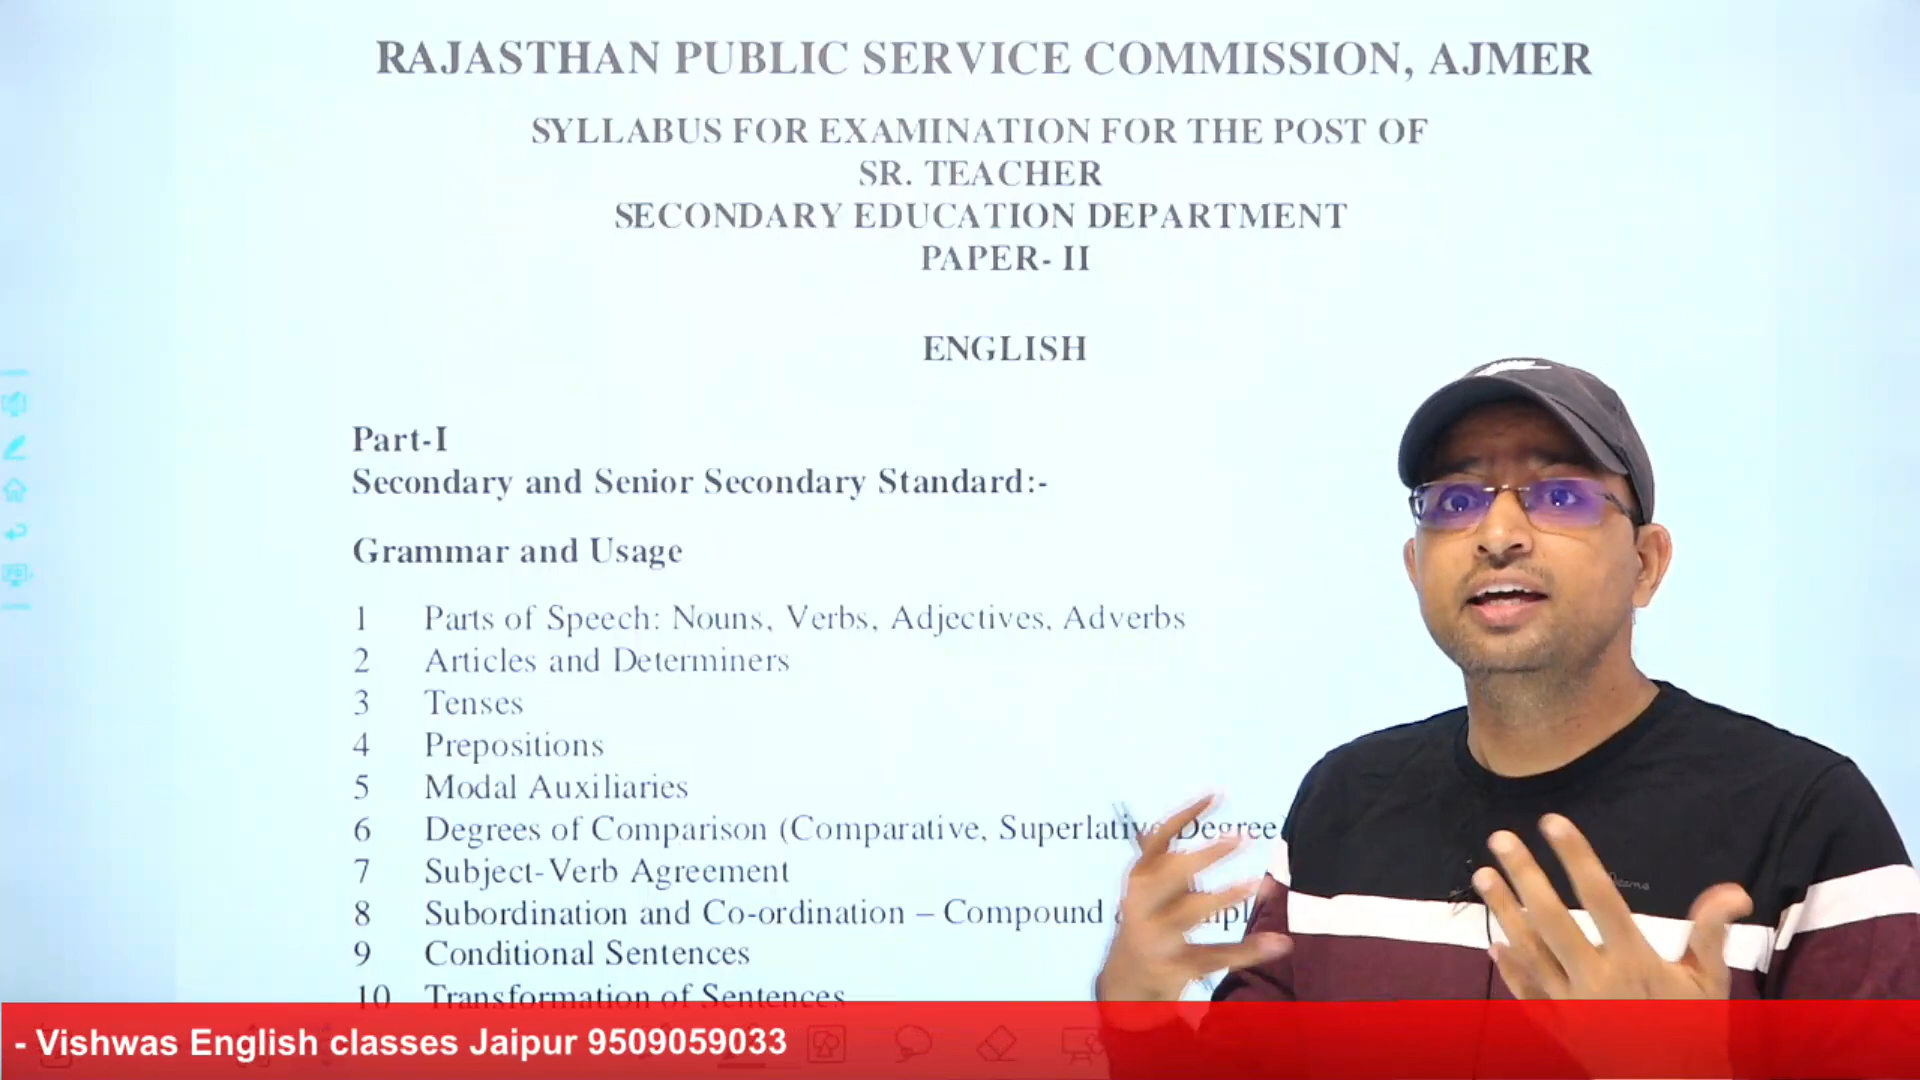 RAJASTHAN PUBLIC SERVICE COMMISSION, AJMER
SYLLABUS FOR EXAMINATION FOR THE POST OF
SR. TEACHER
SECONDARY EDUCATION DEPARTMENT
PAPER- II
ENGLISH
Part-I
Secondary and Senior Secondary Standard:-
Grammar and Usage
1 Parts of Speech: Nouns, Verbs, Adjectives, Adverbs
2 Articles and Determiners
3 Tenses
4 Prepositions
5 Modal Auxiliaries
6 Degrees of Comparison (Comparative, Superlative Degree)
7 Subject-Verb Agreement
8 Subordination and Co-ordination – Compound
9 Conditional Sentences
10 Transformation of Sentences
- Vishwas English classes Jaipur 9509059033